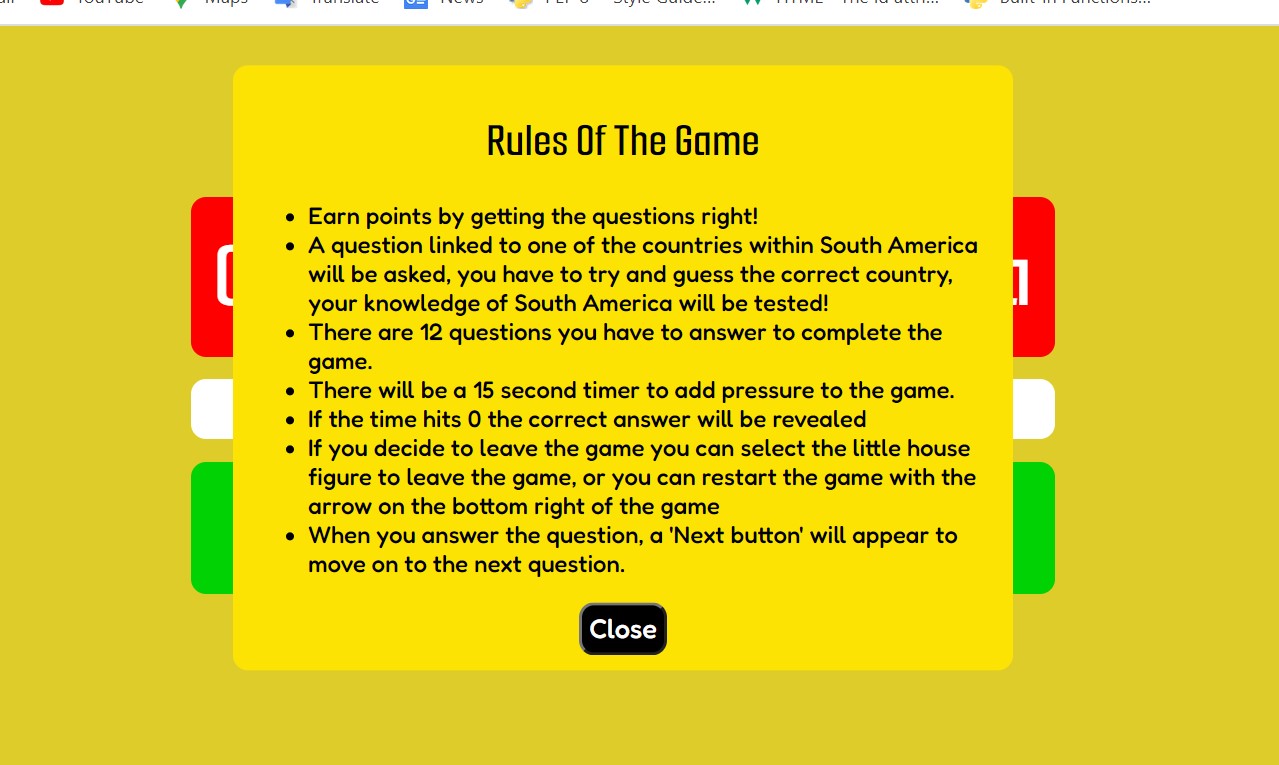 YouTube Maps Translate News Style Guide... HTML Built-in Functions...
Rules Of The Game
• Earn points by getting the questions right!
• A question linked to one of the countries within South America
will be asked, you have to try and guess the correct country,
your knowledge of South America will be tested!
• There are 12 questions you have to answer to complete the
game.
• There will be a 15 second timer to add pressure to the game.
• If the time hits 0 the correct answer will be revealed
• If you decide to leave the game you can select the little house
figure to leave the game, or you can restart the game with the
arrow on the bottom right of the game
• When you answer the question, a 'Next button' will appear to
move on to the next question.
Close